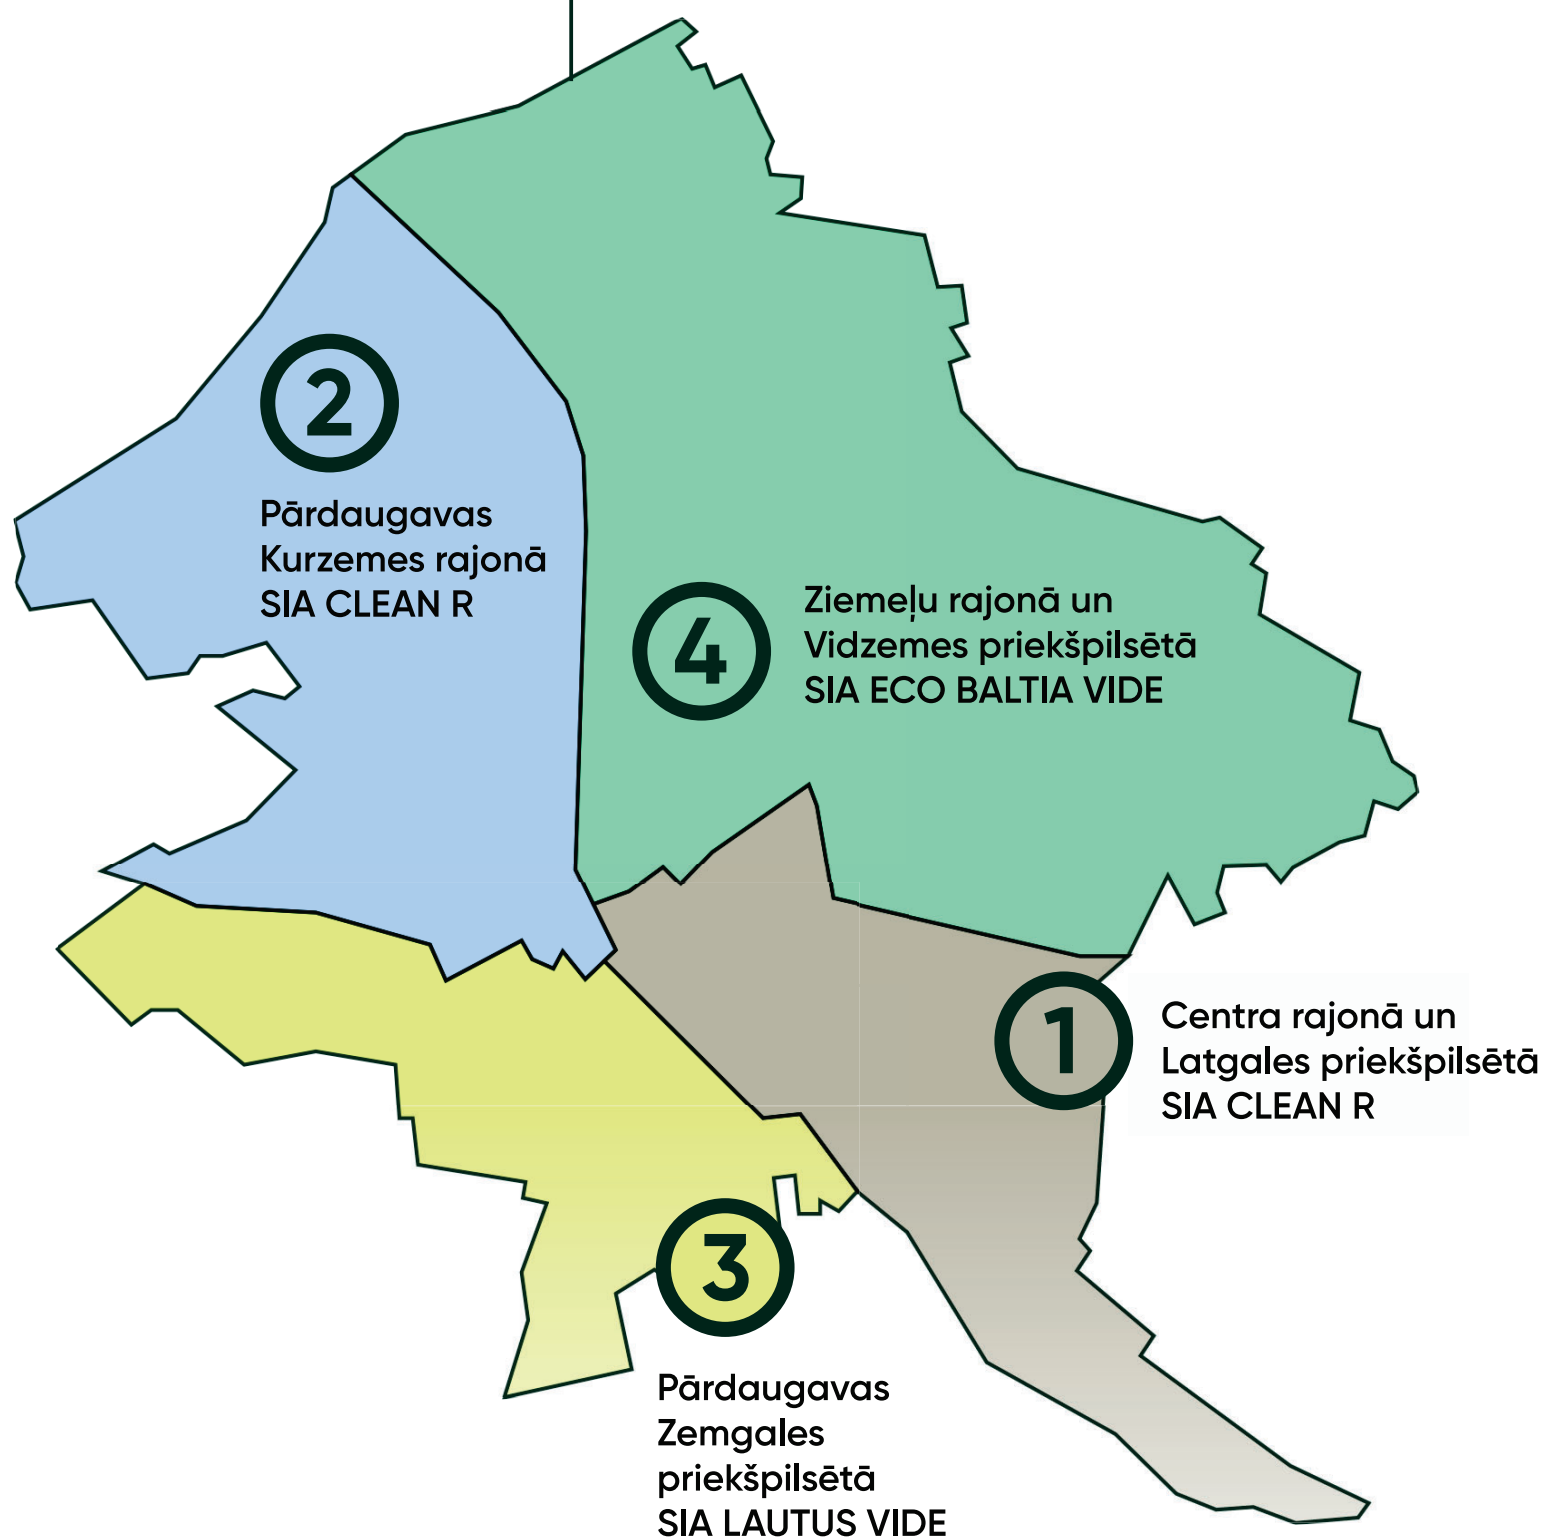 2
Pārdaugavas
Kurzemes rajonā
SIA CLEAN R
4
Ziemeļu rajonā un
Vidzemes priekšpilsētā
SIA ECO BALTIA VIDE
1
Centra rajonā un
Latgales priekšpilsētā
SIA CLEAN R
3
Pārdaugavas
Zemgales
priekšpilsētā
SIA LAUTUS VIDE